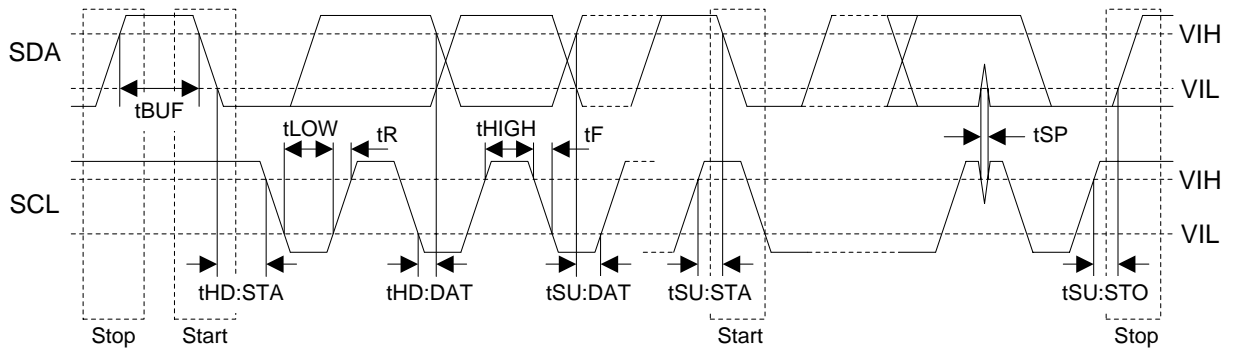 SDA
VIH
VIL
tBUF
tLOW
tR
tHIGH
tF
tSP
SCL
VIH
VIL
tHD:STA
tHD:DAT
tSU:DAT
tSU:STA
tSU:STO
Stop
Start
Start
Stop